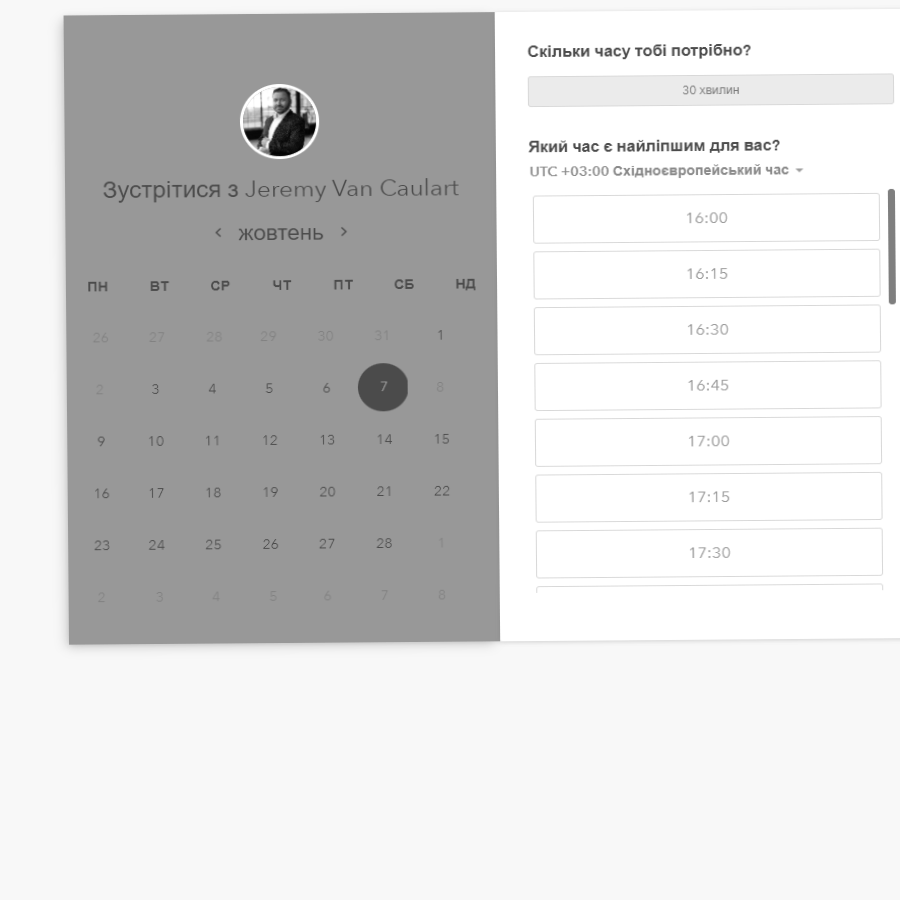 Зустрітися з Jeremy Van Caulart
‹ жовтень ›
ПН ВТ СР ЧТ ПТ СБ НД
26 27 28 29 30 31 1
2 3 4 5 6 7 8
9 10 11 12 13 14 15
16 17 18 19 20 21 22
23 24 25 26 27 28 1
2 3 4 5 6 7 8
Скільки часу тобі потрібно?
30 хвилин
Який час є найліпшим для вас?
UTC +03:00 Східноєвропейський час
16:00
16:15
16:30
16:45
17:00
17:15
17:30